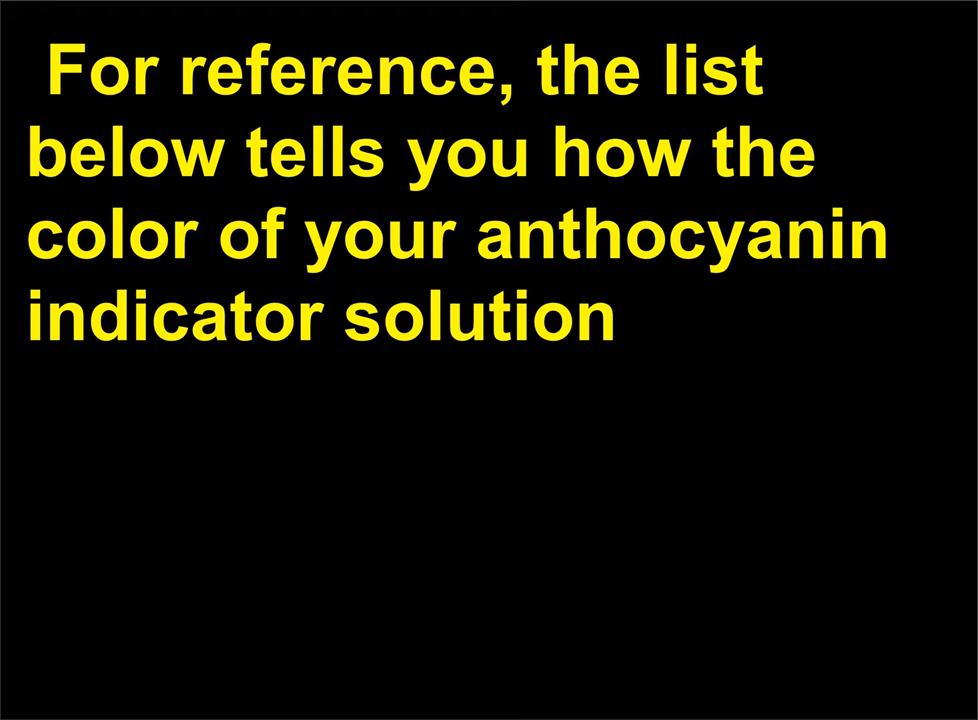 For reference, the list
below tells you how the
color of your anthocyanin
indicator solution